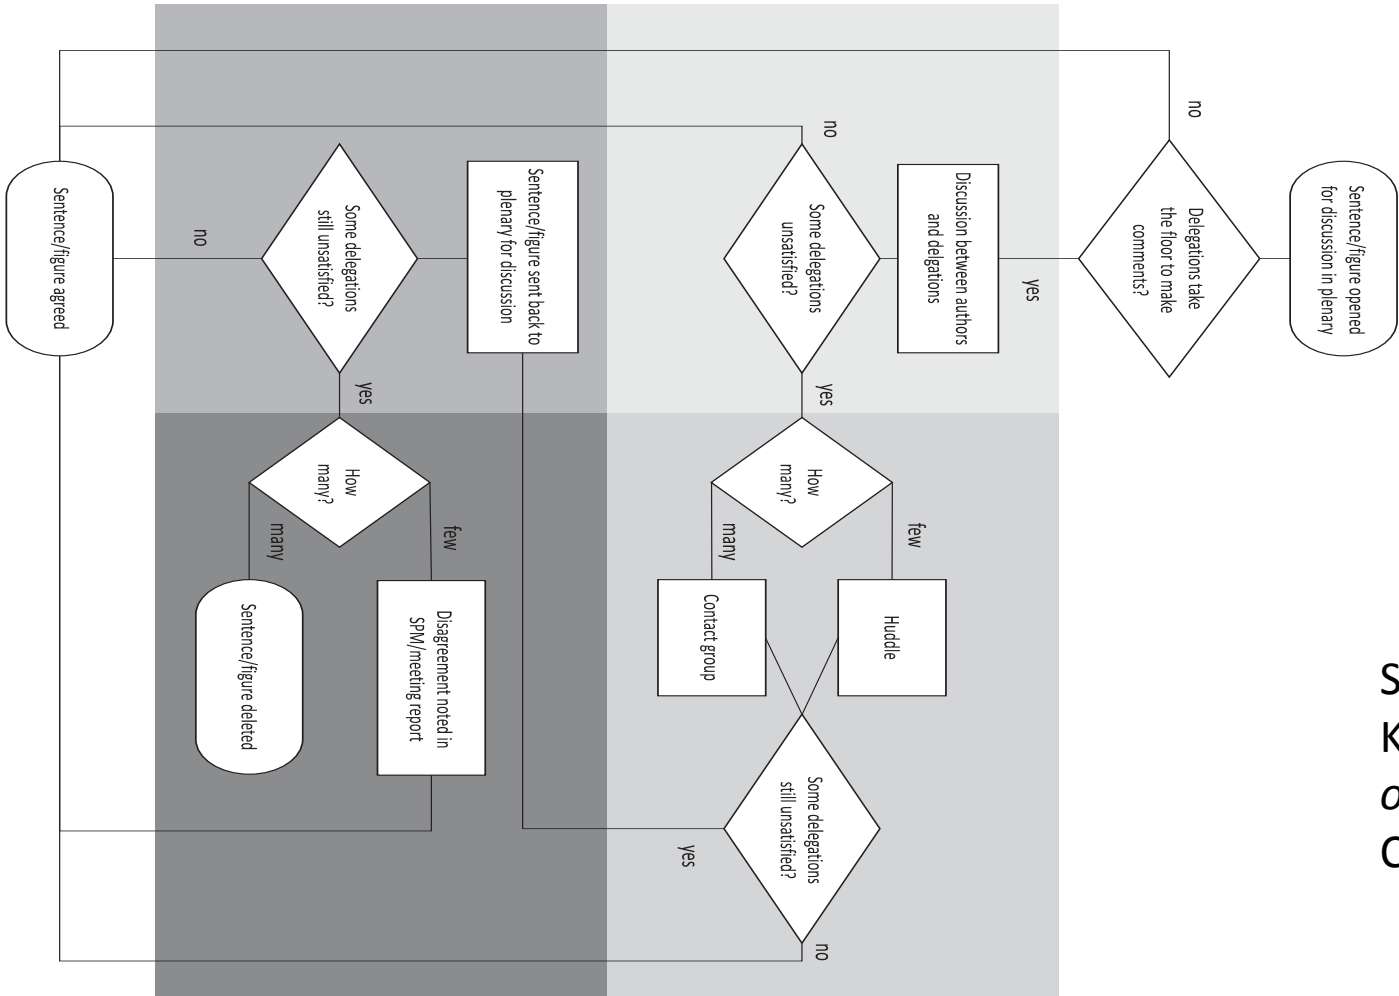 Sentence/figure opened
for discussion in plenary
Delegations take
the floor to make
comments?
no
yes
Discussion between authors
and delgations
Some delegations
unsatisfied?
no
yes
How
many?
few
many
Huddle
Contact group
Some delegations
still unsatisfied?
no
yes
Sentence/figure sent back to
plenary for discussion
Some delegations
still unsatisfied?
no
yes
How
many?
few
many
Disagreement noted in
SPM/meeting report
Sentence/figure deleted
Sentence/figure agreed
S
K